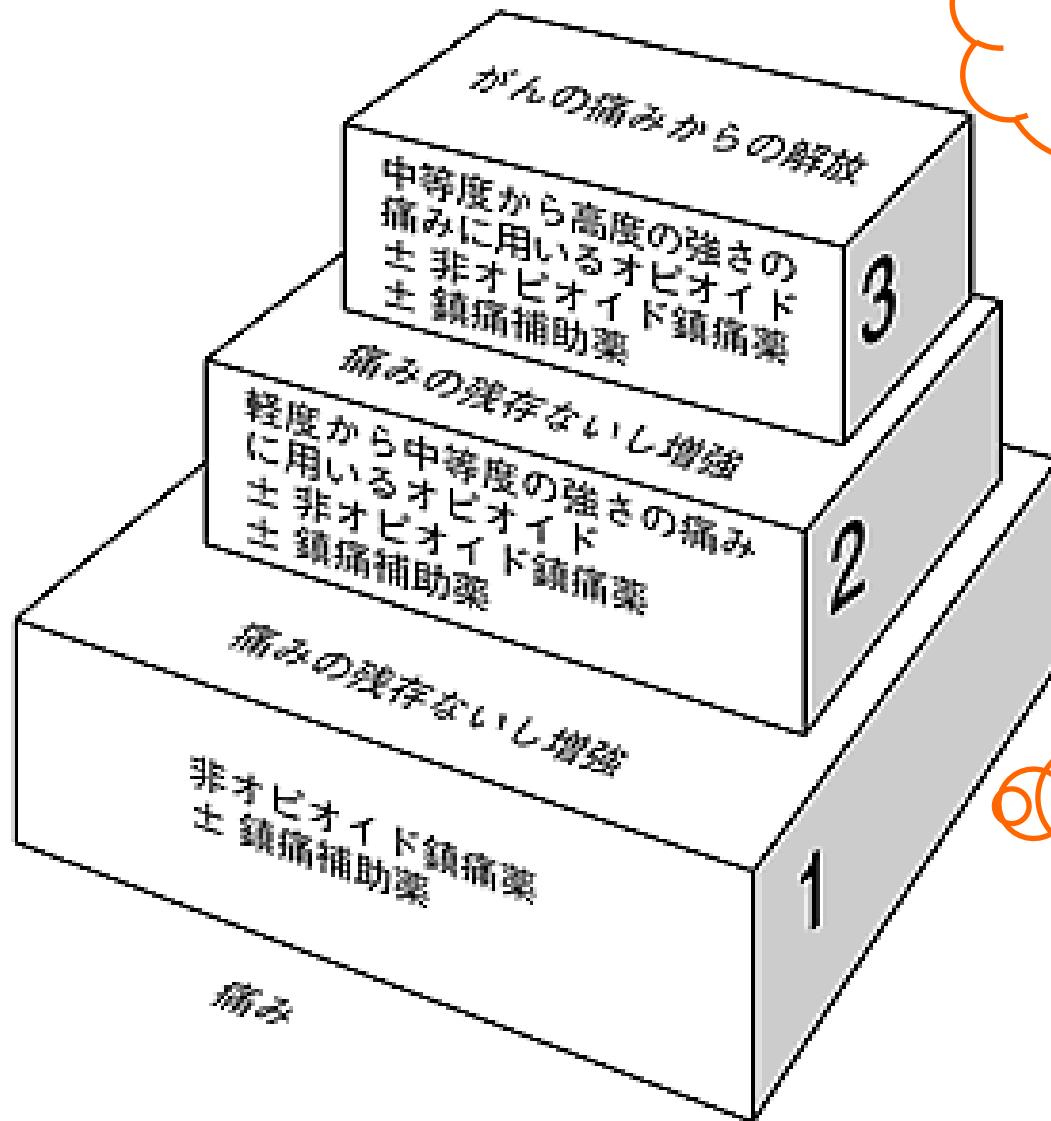 がんの痛みからの解放
中等度から高度の強さの
痛みに用いるオピオイド
± 非オピオイド鎮痛薬
± 鎮痛補助薬
3
痛みの残存ないし増強
軽度から中等度の強さの痛み
に用いるオピオイド
± 非オピオイド鎮痛薬
± 鎮痛補助薬
2
痛みの残存ないし増強
非オピオイド鎮痛薬
± 鎮痛補助薬
1
痛み